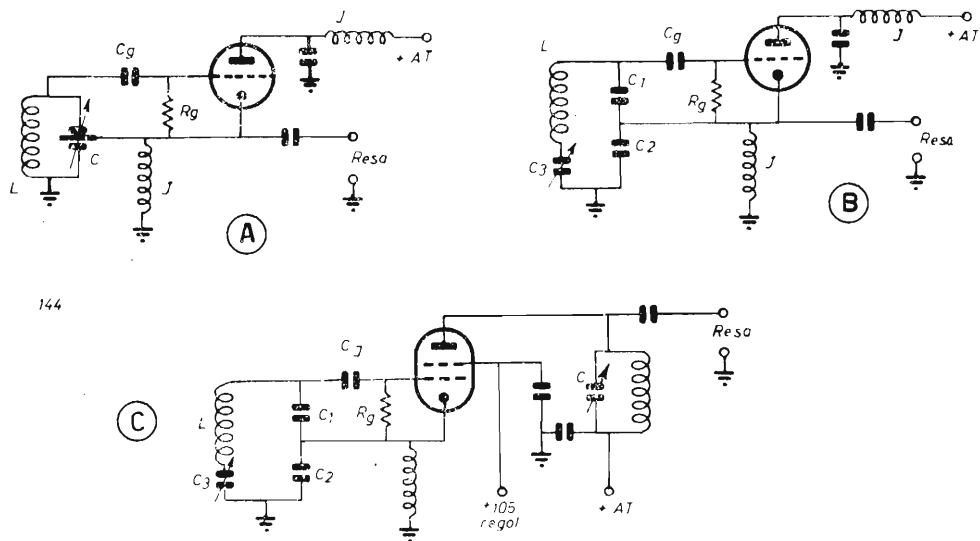 J
+ AT
Cg
Rg
Resa
L
C
J
A
J
+ AT
L
Cg
C1
Rg
C2
C3
J
Resa
B
144
Resa
CJ
C
L
C1
Rg
C2
C3
C
+105
regol
+ AT